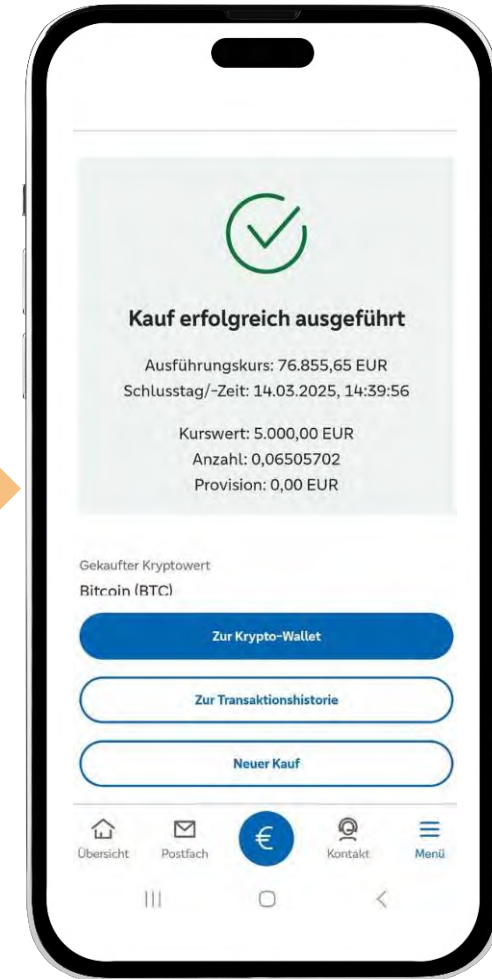 Kauf erfolgreich ausgeführt
Ausführungskurs: 76.855,65 EUR
Schlusstag/-Zeit: 14.03.2025, 14:39:56
Kurswert: 5.000,00 EUR
Anzahl: 0,06505702
Provision: 0,00 EUR
Gekaufter Kryptowert
Bitcoin (BTC)
Zur Krypto-Wallet
Zur Transaktionshistorie
Neuer Kauf
€
Übersicht Postfach Kontakt Menü